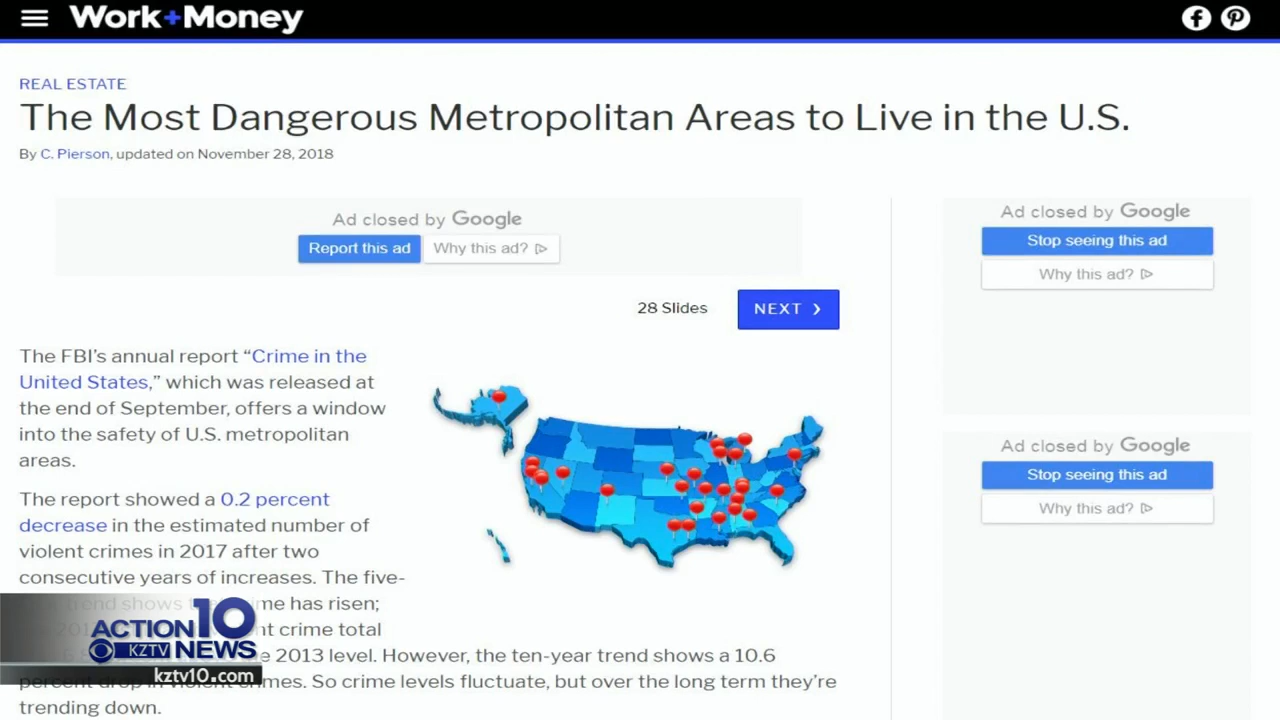 Work+Money
REAL ESTATE
The Most Dangerous Metropolitan Areas to Live in the U.S.
By C. Pierson, updated on November 28, 2018
Ad closed by Google
Report this ad
Why this ad?
28 Slides
NEXT ❯
The FBI's annual report “Crime in the
United States,” which was released at
the end of September, offers a window
into the safety of U.S. metropolitan
areas.
The report showed a 0.2 percent
decrease in the estimated number of
violent crimes in 2017 after two
consecutive years of increases. The five-
trend shows has risen;
crime total
2013 level. However, the ten-year trend shows a 10.6
percent drop in violent crimes. So crime levels fluctuate, but over the long term they're
trending down.
Ad closed by Google
Stop seeing this ad
Why this ad?
Ad closed by Google
Stop seeing this ad
Why this ad?
ACTION 10
KZTV NEWS
kztv10.com